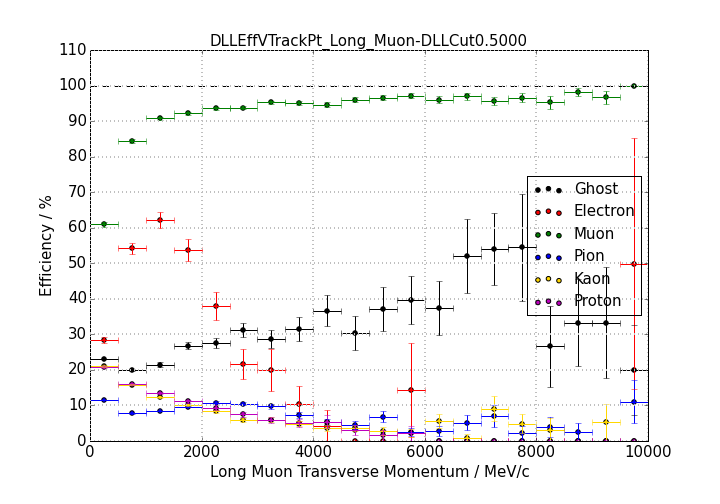 DLLEffVTrackPt_Long_Muon-DLLCut0.5000
110
100
90
80
70
60
50
40
30
20
10
0
Efficiency / %
Ghost
Electron
Muon
Pion
Kaon
Proton
0 2000 4000 6000 8000 10000
Long Muon Transverse Momentum / MeV/c